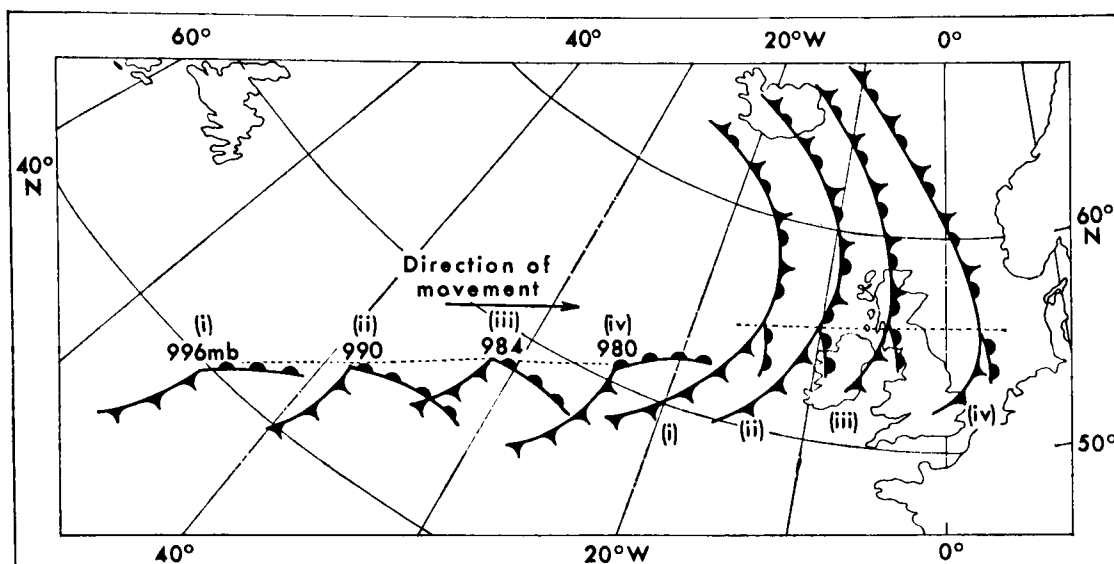 60° 40° 20°W 0°
40°
N
60°
N
Direction of
movement
(i) (ii) (iii) (iv)
996mb 990 984 980
(i) (ii) (iii) (iv)
50°
40° 20°W 0°